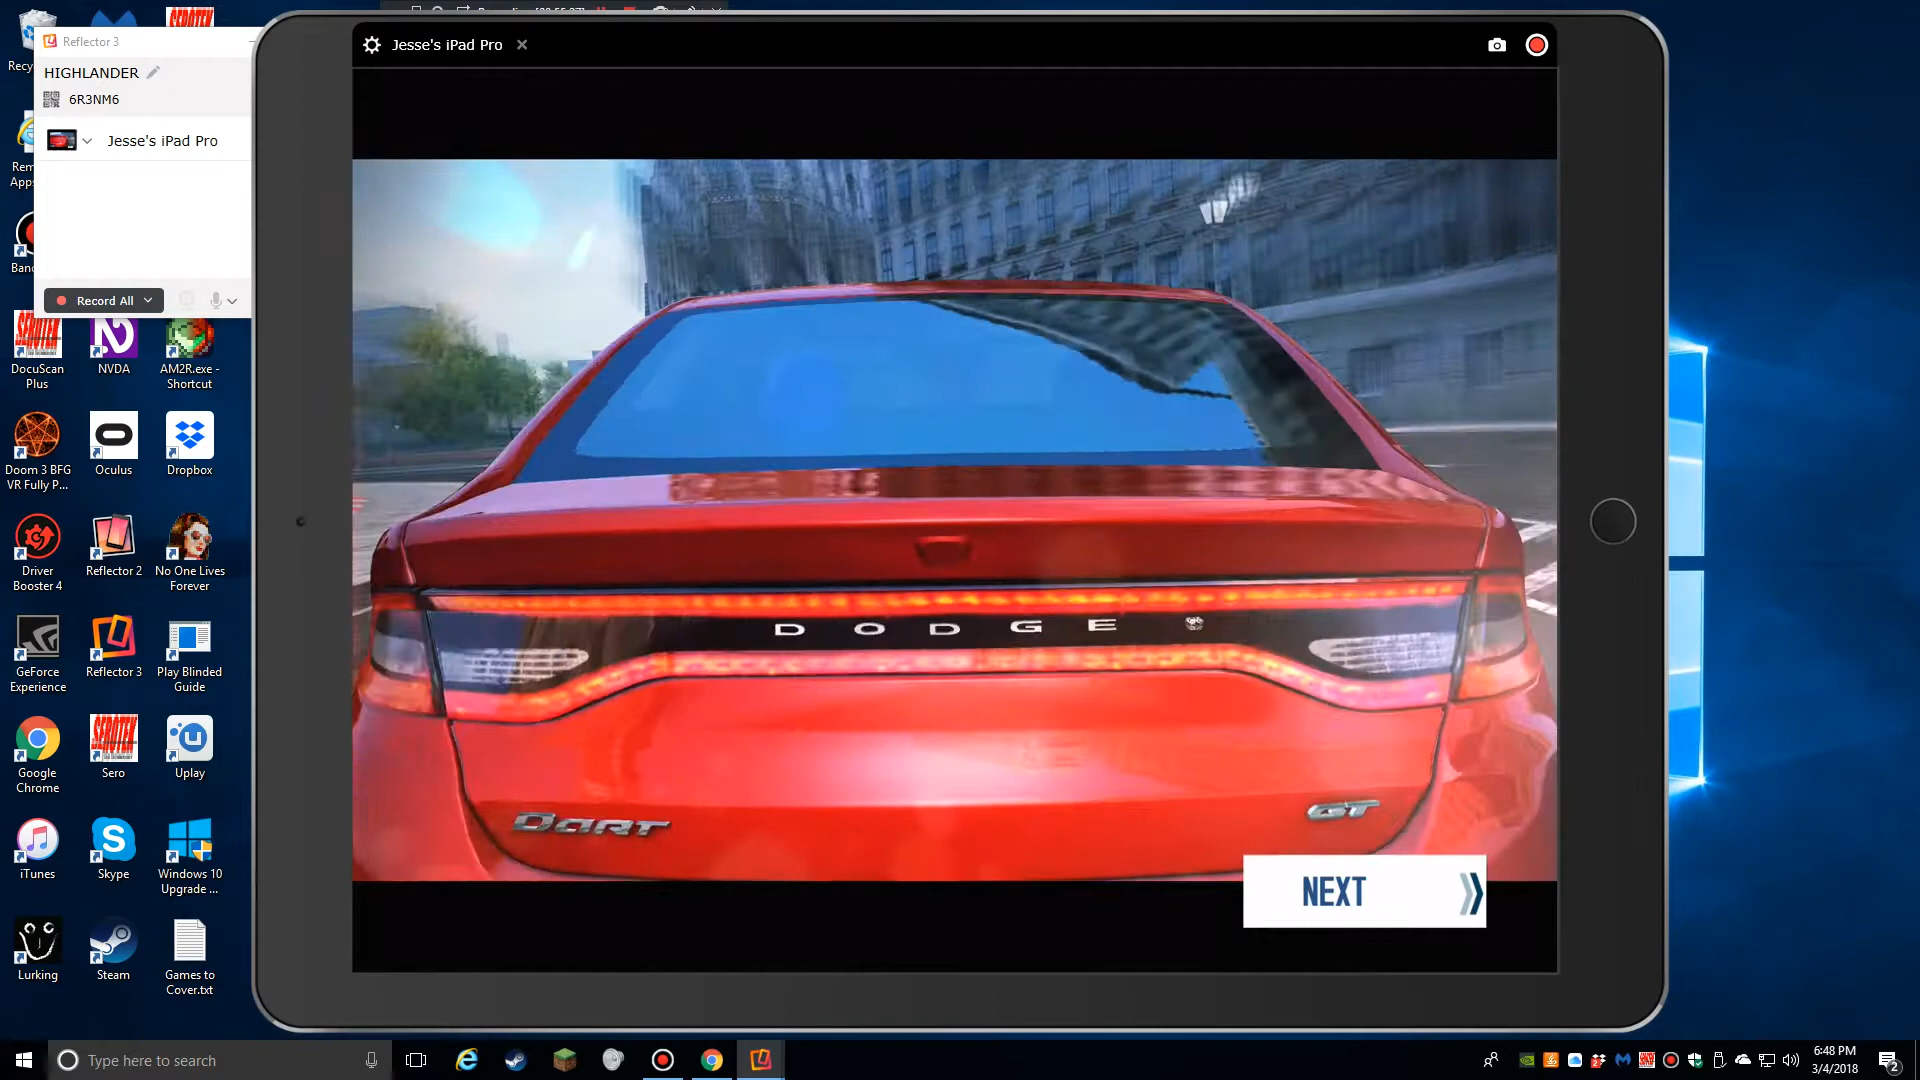 Reflector 3
HIGHLANDER
6R3NM6
Jesse's iPad Pro
Record All
Jesse's iPad Pro
DODGE
DART
GT
NEXT
DocuScan Plus
NVDA
AM2R.exe - Shortcut
Doom 3 BFG VR Fully P...
Oculus
Dropbox
Driver Booster 4
Reflector 2
No One Lives Forever
GeForce Experience
Reflector 3
Play Blinded Guide
Google Chrome
SEROTEK
Sero
Uplay
iTunes
Skype
Windows 10 Upgrade ...
Lurking
Steam
Games to Cover.txt
Type here to search
6:48 PM
3/4/2018
2